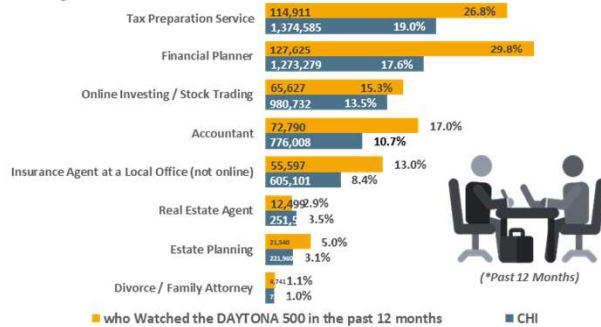 Tax Preparation Service
114,911 26.8%
1,374,585 19.0%
Financial Planner
127,625 29.8%
1,273,279 17.6%
Online Investing / Stock Trading
65,627 15.3%
980,732 13.5%
Accountant
72,790 17.0%
776,008 10.7%
Insurance Agent at a Local Office (not online)
55,597 13.0%
605,101 8.4%
Real Estate Agent
12,499 2.9%
3.5%
Estate Planning
21,540 5.0%
221,960 3.1%
Divorce / Family Attorney
4,741 1.1%
1.0%
(*Past 12 Months)
who Watched the DAYTONA 500 in the past 12 months CHI